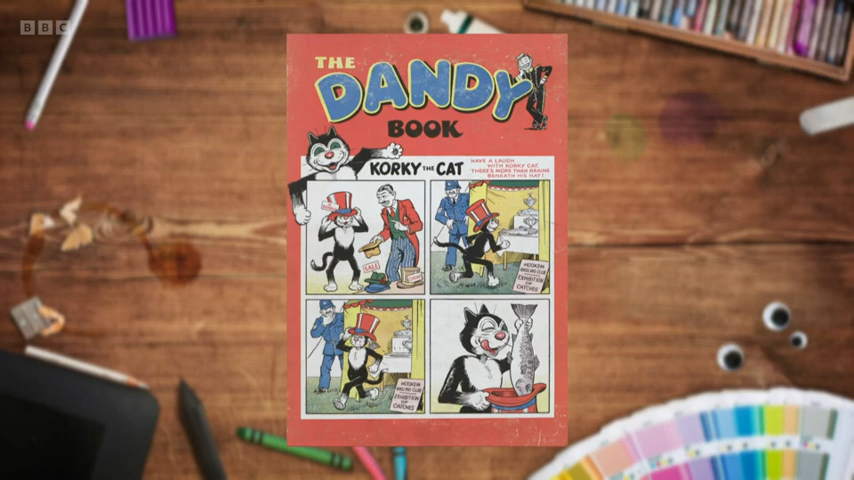 BBC
THE
DANDY
BOOK
KORKY THE CAT
HAVE A LAUGH
WITH KORKY CAT,
THERE'S MORE THAN BRAINS
BENEATH HIS HAT!
SALE
HOOKEM
ANGLING CLUB
EXHIBITION
OF
CATCHES
HOOKEM
ANGLING CLUB
EXHIBITION
OF
CATCHES